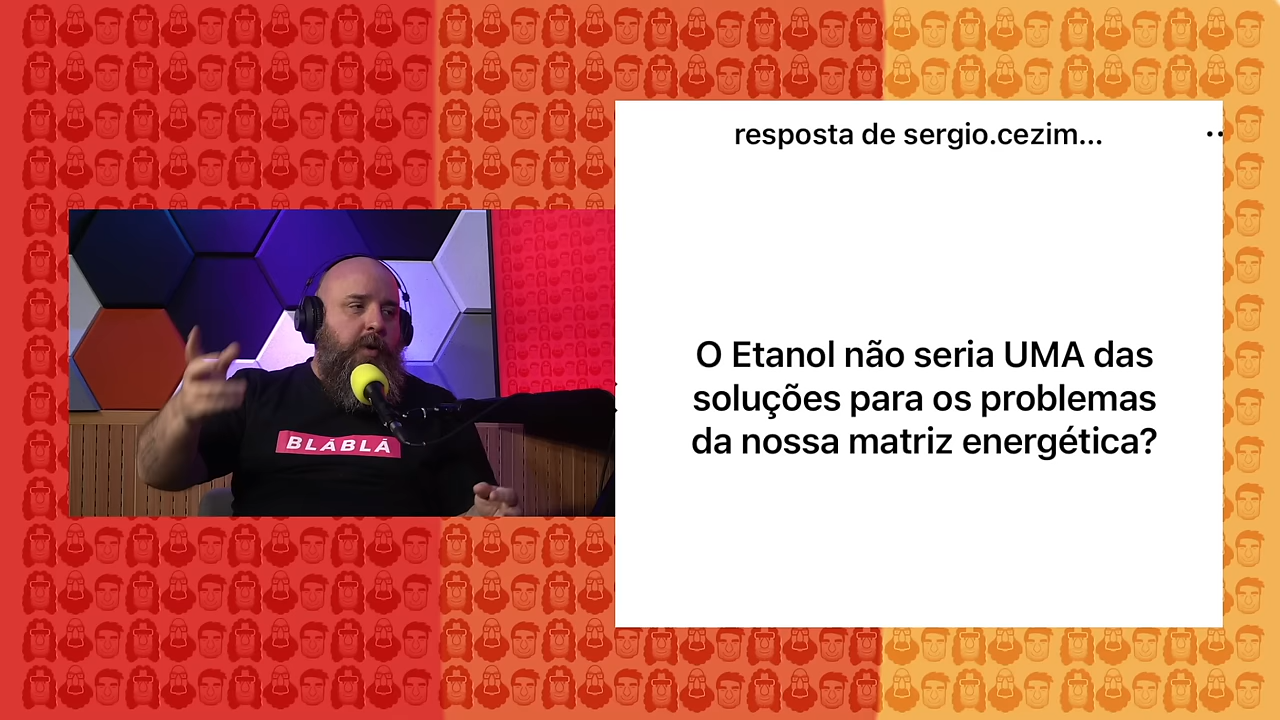 resposta de sergio.cezim...
O Etanol não seria UMA das
soluções para os problemas
da nossa matriz energética?
BLÁBLÁ